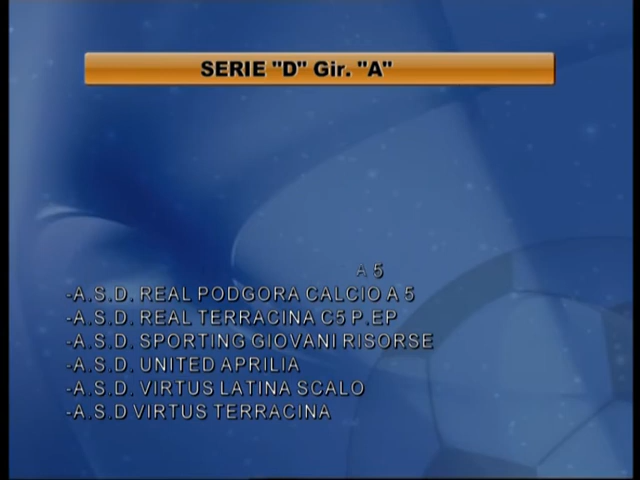 SERIE "D" Gir. "A"
A 5
-A.S.D. REAL PODGORA CALCIO A 5
-A.S.D. REAL TERRACINA C5 P.EP
-A.S.D. SPORTING GIOVANI RISORSE
-A.S.D. UNITED APRILIA
-A.S.D. VIRTUS LATINA SCALO
-A.S.D VIRTUS TERRACINA